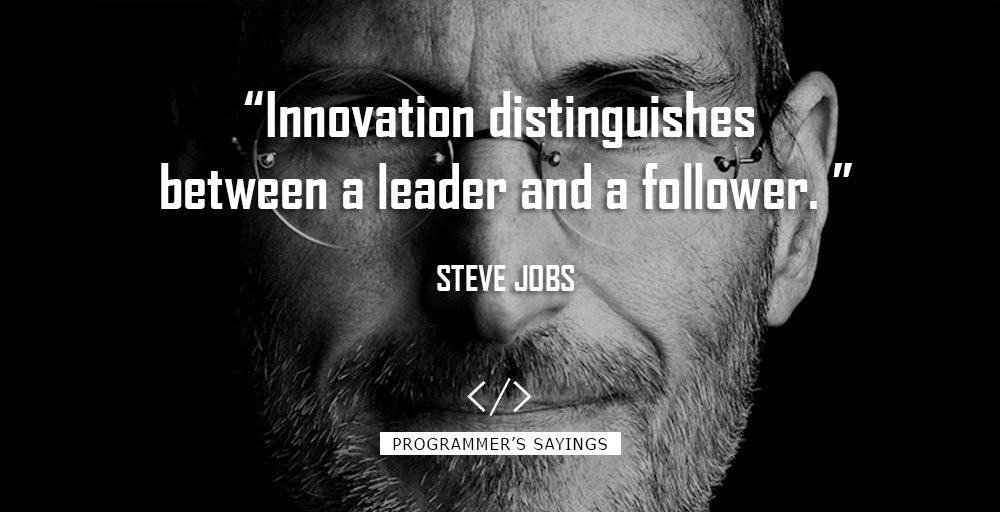 “Innovation distinguishes
between a leader and a follower. ”
STEVE JOBS
</>
PROGRAMMER’S SAYINGS